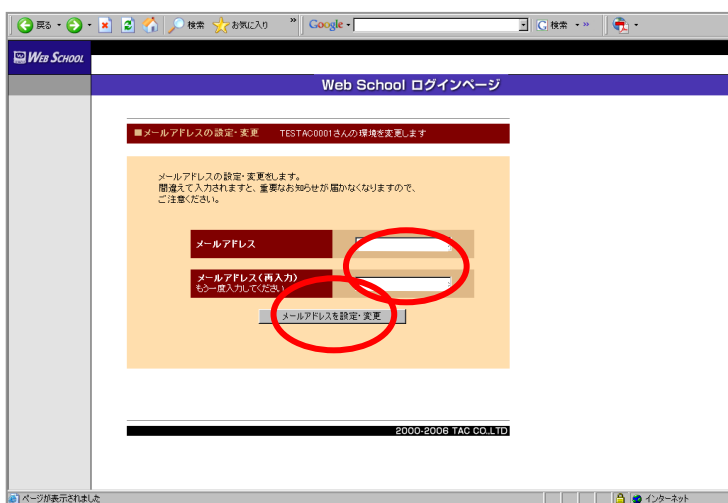 戻る
検索
お気に入り
Google
検索
WEB SCHOOL
Web School ログインページ
■メールアドレスの設定・変更 TESTAC0001さんの環境を変更します
メールアドレスの設定・変更をします。
間違えて入力されますと、重要なお知らせが届かなくなりますので、
ご注意ください。
メールアドレス
メールアドレス(再入力)
もう一度入力してください
メールアドレスを設定・変更
2000-2006 TAC CO.,LTD
ページが表示されました
インターネット